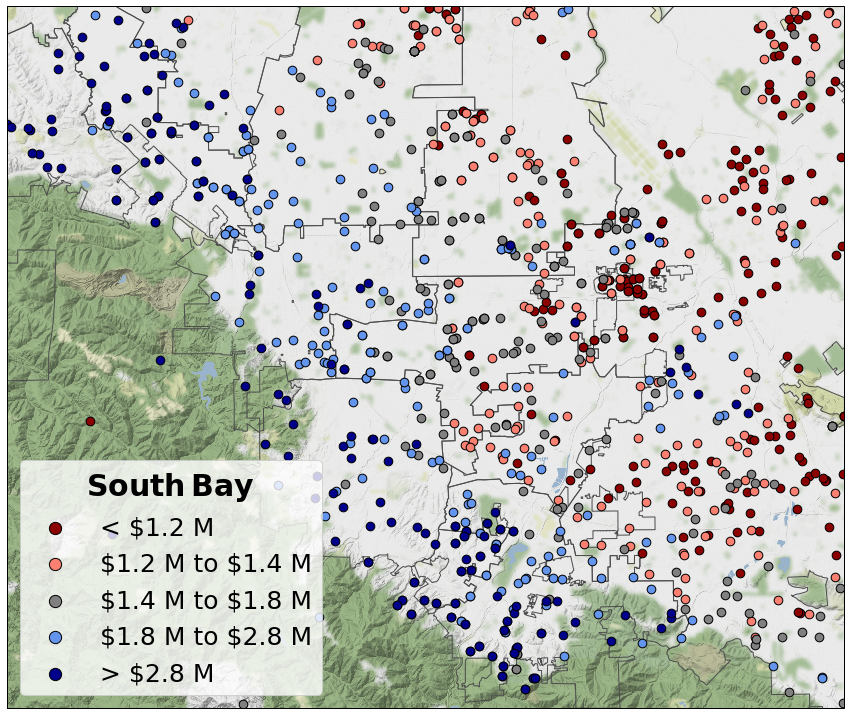 South Bay
< $1.2 M
$1.2 M to $1.4 M
$1.4 M to $1.8 M
$1.8 M to $2.8 M
> $2.8 M